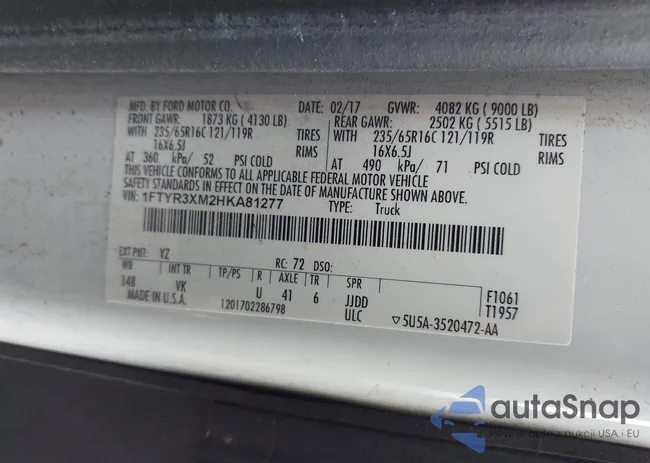 MFD. BY FORD MOTOR CO. 02/17 GVWR: 4082 KG ( 9000 LB)
FRONT GAWR: 1873 KG ( 4130 LB) REAR GAWR: 2502 KG ( 5515 LB)
WITH 235/65R16C 121/119R TIRES WITH 235/65R16C 121/119R TIRES
16X6.5J RIMS 16X6.5J RIMS
AT 360 kPa/ 52 PSI COLD AT 490 kPa/ 71 PSI COLD
THIS VEHICLE CONFORMS TO ALL APPLICABLE FEDERAL MOTOR VEHICLE
SAFETY STANDARDS IN EFFECT ON THE DATE OF MANUFACTURE SHOWN ABOVE.
VIN: 1FTYR3XM2HKA81277 TYPE: Truck
EXT PNT: YZ RC: 72 DSO:
WB INT TR TP/PS R AXLE TR SPR F1061
148 VK U 41 6 JJDD T1957
MADE IN U.S.A. 1201702286798 ULC ▽5U5A-3520472-AA
autaSnap
auta z aukcji USA i EU